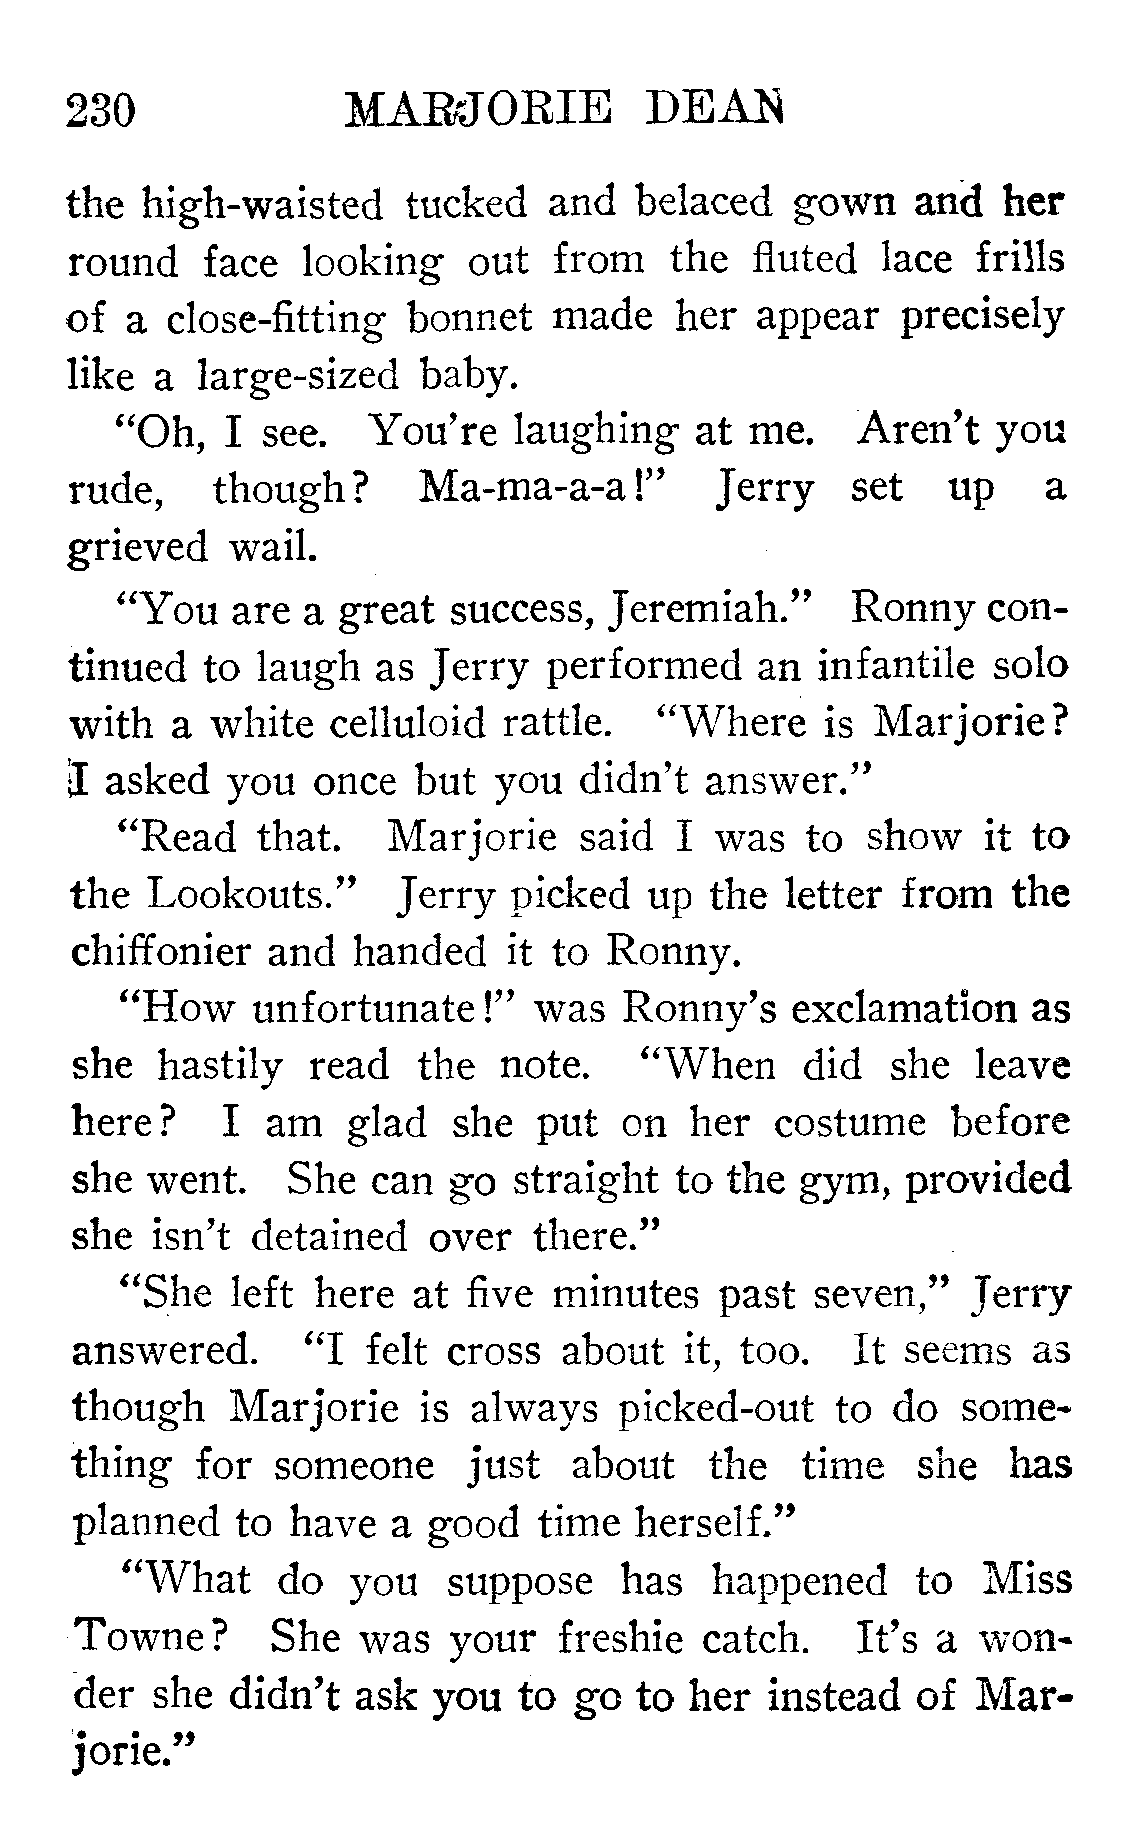 230 MARJORIE DEAN
the high-waisted tucked and belaced gown and her
round face looking out from the fluted lace frills
of a close-fitting bonnet made her appear precisely
like a large-sized baby.
“Oh, I see. You’re laughing at me. Aren’t you
rude, though? Ma-ma-a-a!” Jerry set up a
grieved wail.
“You are a great success, Jeremiah.” Ronny con-
tinued to laugh as Jerry performed an infantile solo
with a white celluloid rattle. “Where is Marjorie?
I asked you once but you didn’t answer.”
“Read that. Marjorie said I was to show it to
the Lookouts.” Jerry picked up the letter from the
chiffonier and handed it to Ronny.
“How unfortunate!” was Ronny’s exclamation as
she hastily read the note. “When did she leave
here? I am glad she put on her costume before
she went. She can go straight to the gym, provided
she isn’t detained over there.”
“She left here at five minutes past seven,” Jerry
answered. “I felt cross about it, too. It seems as
though Marjorie is always picked-out to do some-
thing for someone just about the time she has
planned to have a good time herself.”
“What do you suppose has happened to Miss
Towne? She was your freshie catch. It’s a won-
der she didn’t ask you to go to her instead of Mar-
jorie.”